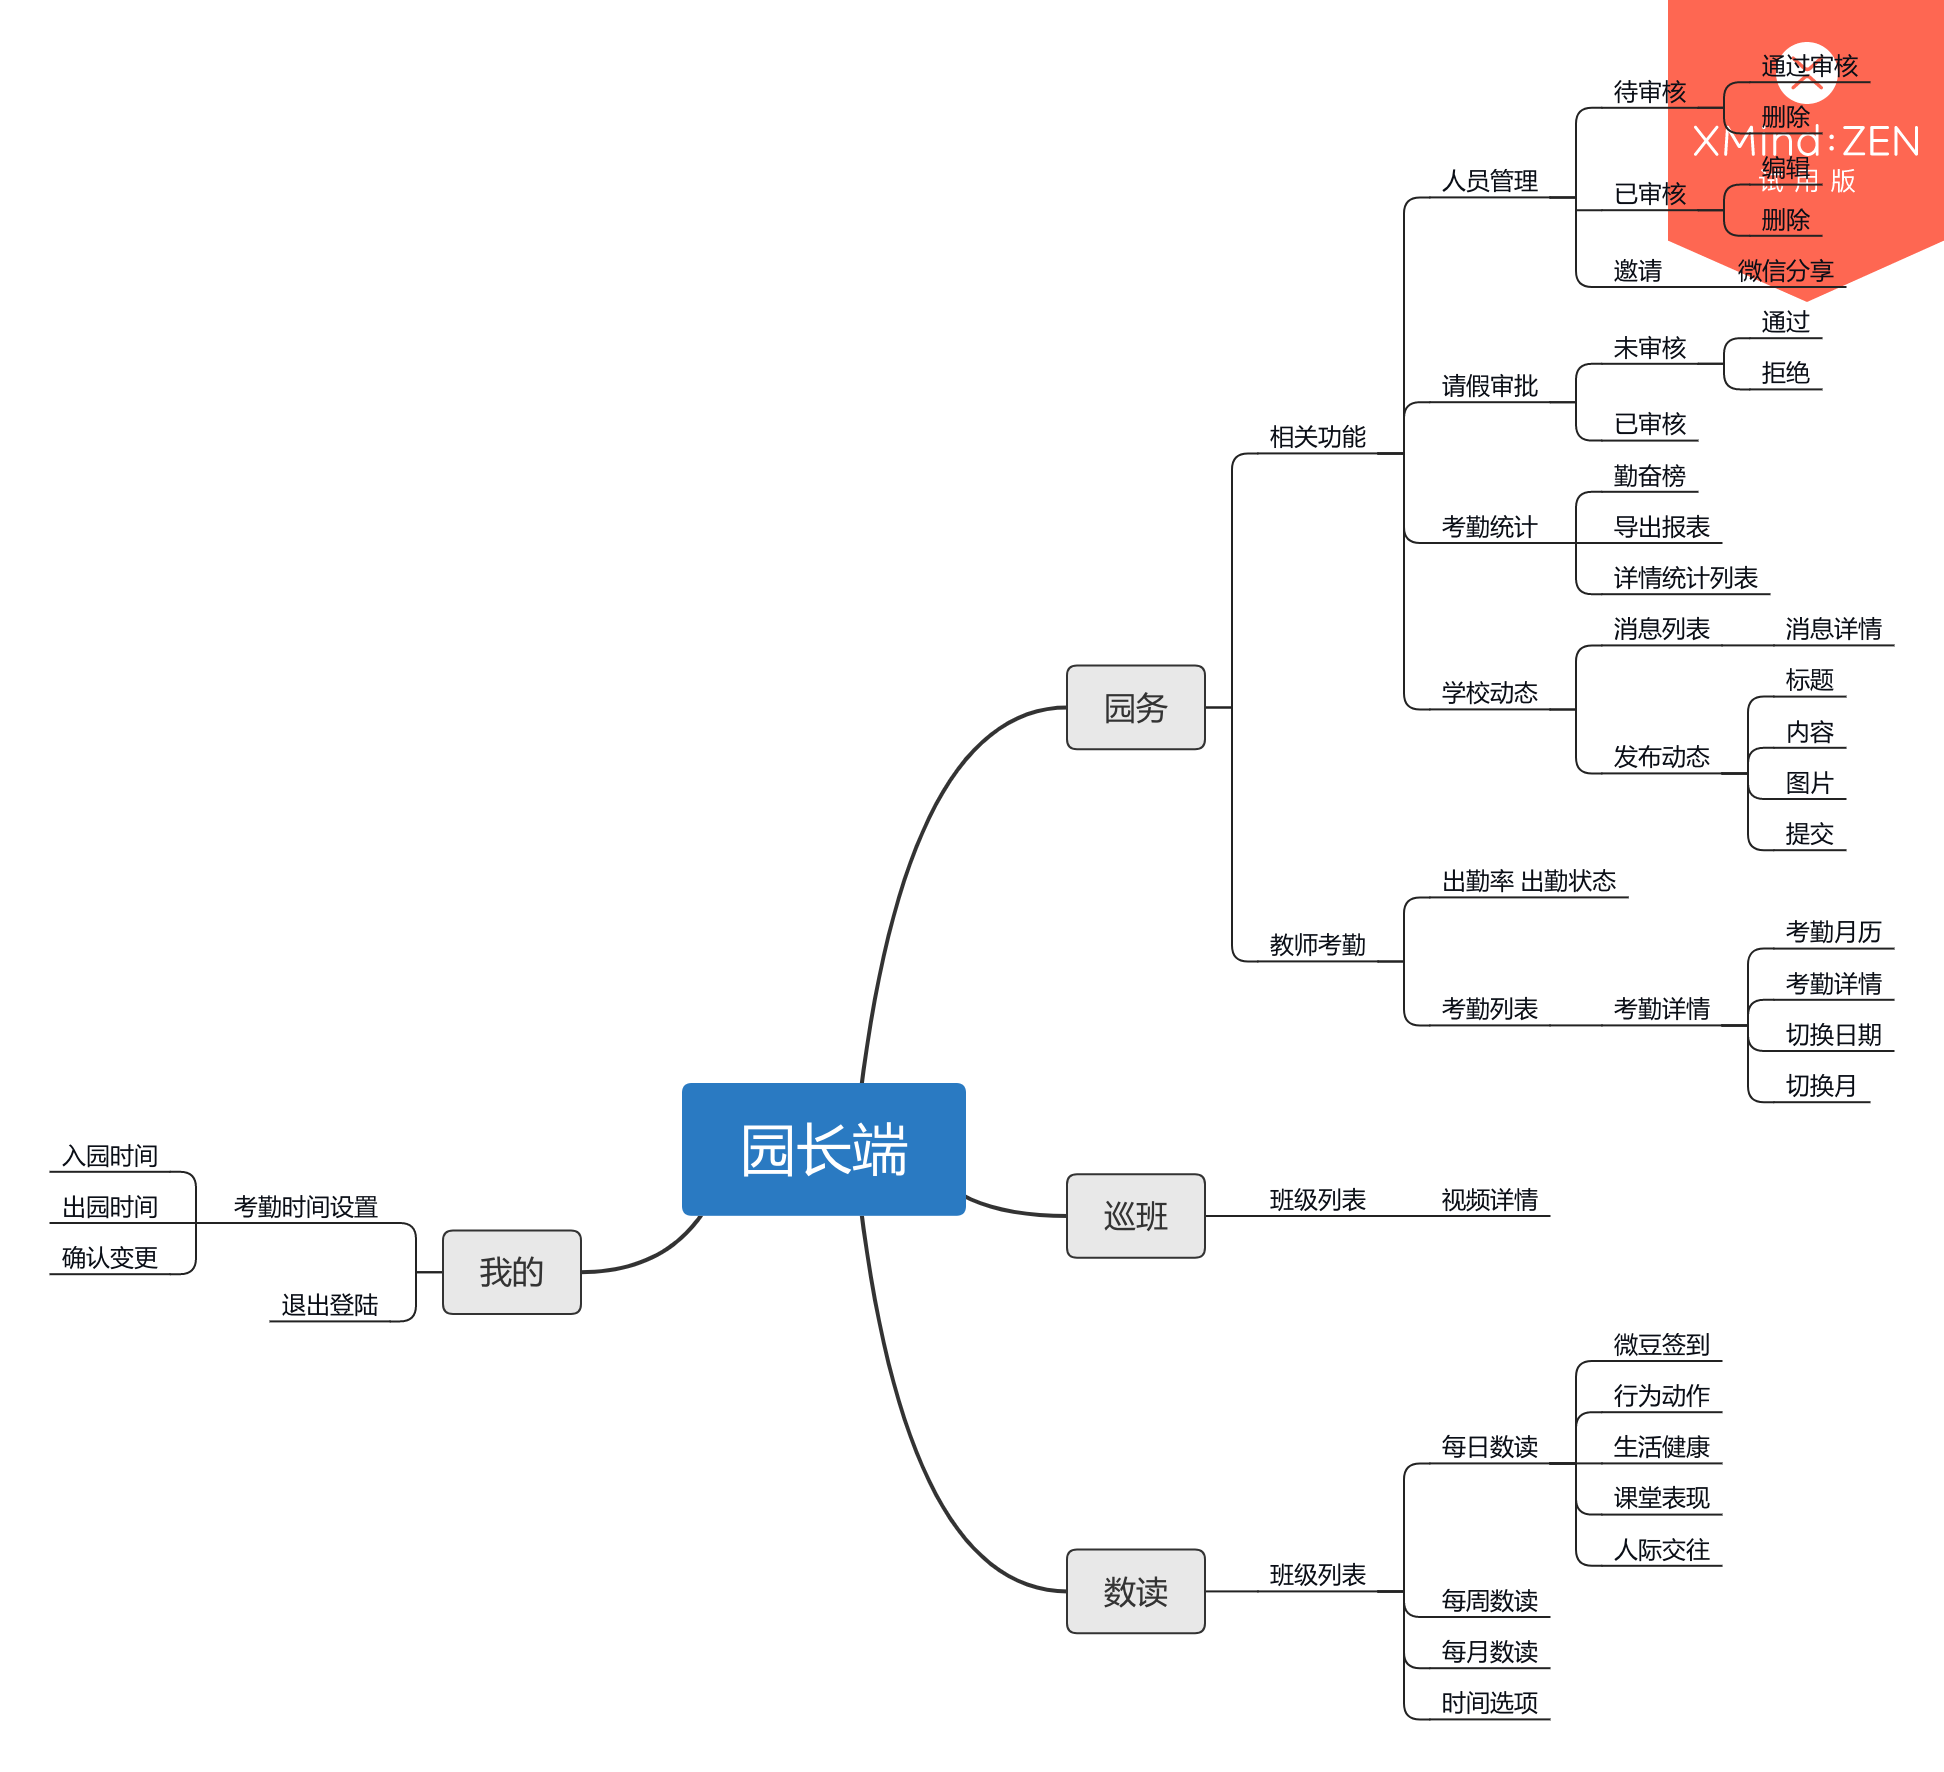 园长端
园务
相关功能
人员管理
待审核
通过审核
删除
已审核
编辑
删除
邀请
微信分享
请假审批
未审核
通过
拒绝
已审核
考勤统计
勤奋榜
导出报表
详情统计列表
学校动态
消息列表
消息详情
发布动态
标题
内容
图片
提交
教师考勤
出勤率 出勤状态
考勤列表
考勤详情
考勤月历
考勤详情
切换日期
切换月
巡班
班级列表
视频详情
数读
班级列表
每日数读
微豆签到
行为动作
生活健康
课堂表现
人际交往
每周数读
每月数读
时间选项
我的
考勤时间设置
入园时间
出园时间
确认变更
退出登陆
XMind:ZEN
试用版